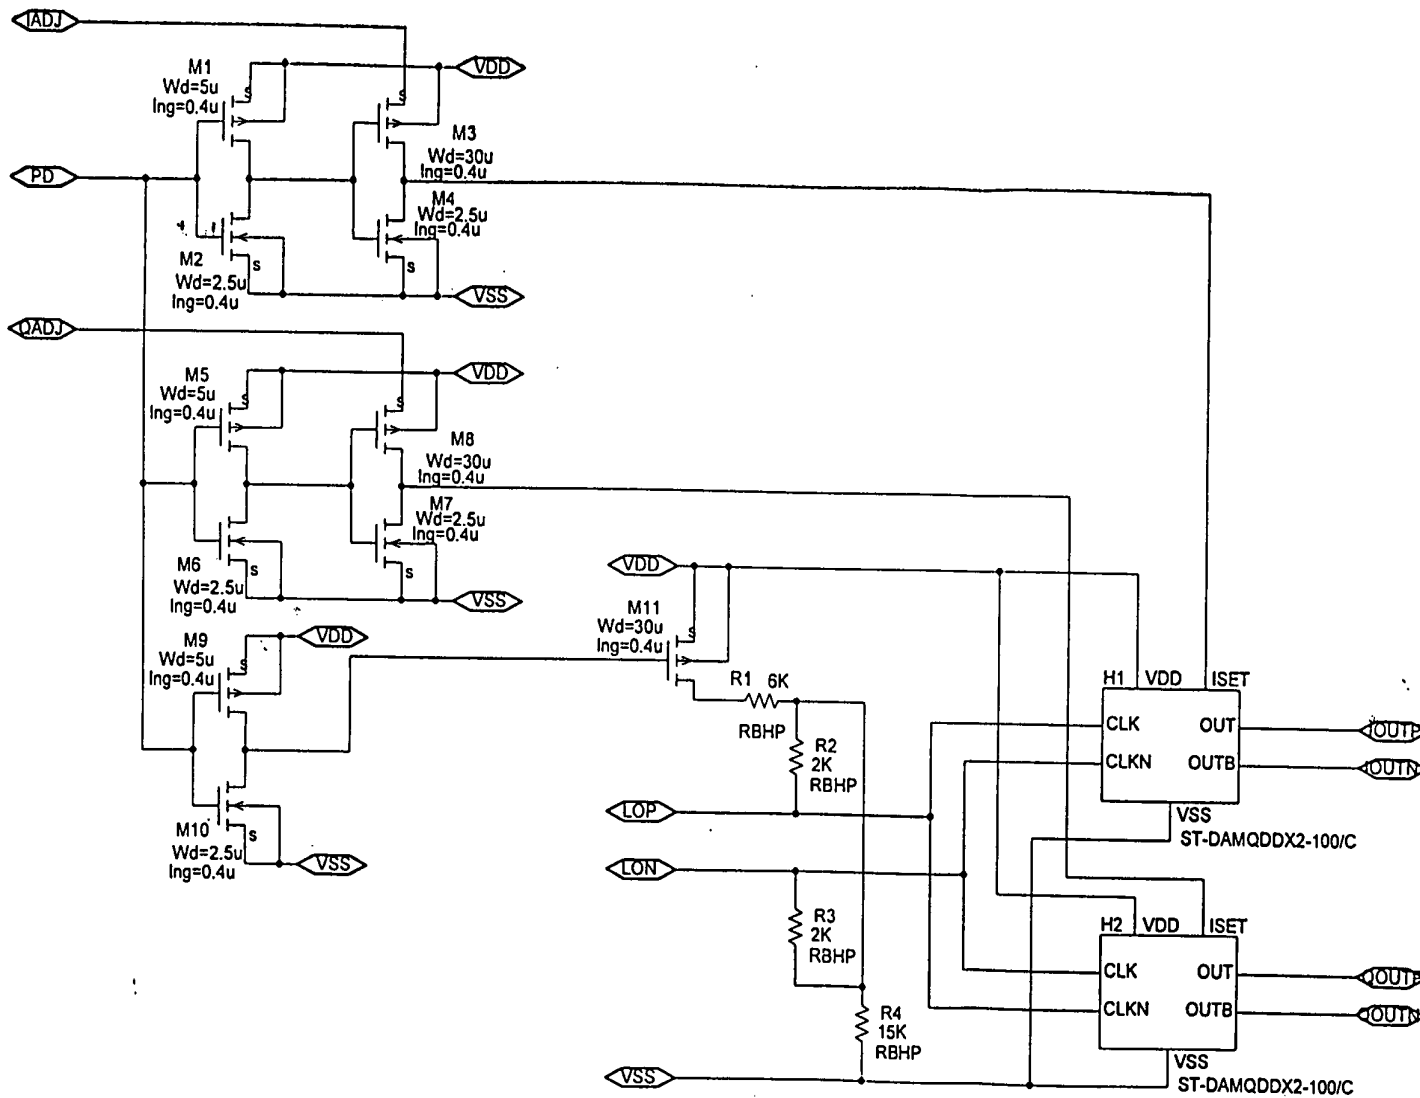 IADJ
M1
Wd=5u
lng=0.4u
S
VDD
S
M3
Wd=30u
lng=0.4u
PD
M4
Wd=2.5u
lng=0.4u
M2
Wd=2.5u
lng=0.4u
S
S
VSS
QADJ
M5
Wd=5u
lng=0.4u
S
VDD
S
M8
Wd=30u
lng=0.4u
M7
Wd=2.5u
lng=0.4u
M6
Wd=2.5u
lng=0.4u
S
S
VSS
M9
Wd=5u
lng=0.4u
S
VDD
M10
Wd=2.5u
lng=0.4u
S
VSS
VDD
M11
Wd=30u
lng=0.4u
S
R1 6K
RBHP
R2
2K
RBHP
LOP
LON
R3
2K
RBHP
R4
15K
RBHP
VSS
H1 VDD ISET
CLK OUT
CLKN OUTB
VSS
ST-DAMQDDX2-100/C
IOUTP
IOUTN
H2 VDD ISET
CLK OUT
CLKN OUTB
VSS
ST-DAMQDDX2-100/C
QOUTP
QOUTN